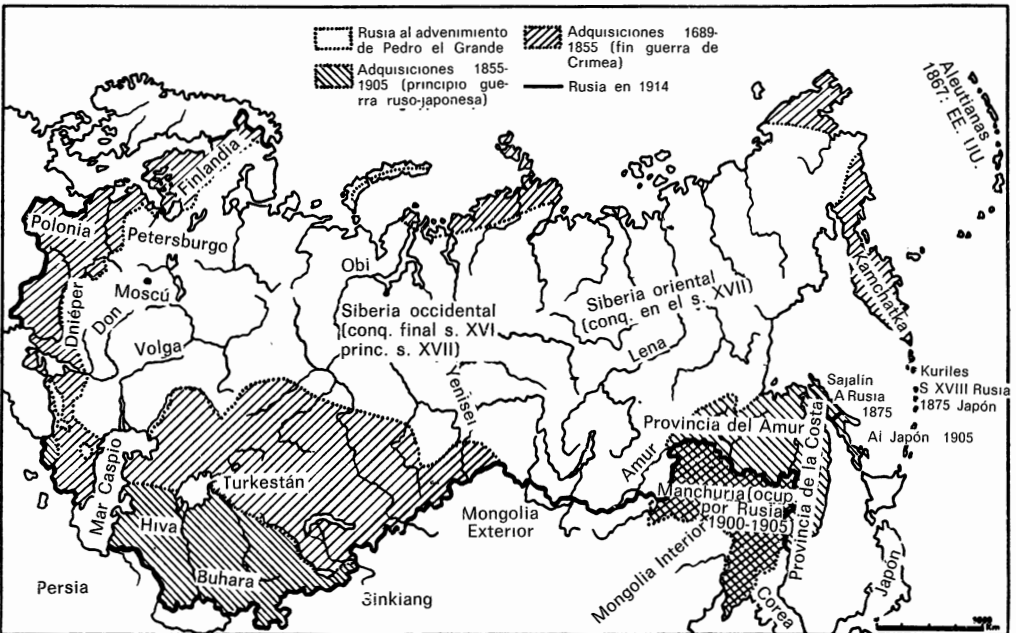 Rusia al advenimiento
de Pedro el Grande
Adquisiciones 1855-
1905 (principio gue-
rra ruso-japonesa)
Adquisiciones 1689-
1855 (fin guerra de
Crimea)
Rusia en 1914
Aleutianas
1867: EE. UU.
Finlandia
Polonia
Petersburgo
Moscú
Dniéper
Don
Volga
Obi
Siberia occidental
(conq. final s. XVI
princ. s. XVII)
Siberia oriental
(conq. en el s. XVII)
Kamchatka
Lena
Yenisei
Kuriles
S XVIII Rusia
1875 Japón
Sajalín
A Rusia
1875
Al Japón 1905
Provincia del Amur
Amur
Provincia de la Costa
Mar Caspio
Turkestán
Hiva
Buhara
Persia
Sinkiang
Mongolia
Exterior
Manchuria (ocup.
por Rusia
1900-1905)
Mongolia Interior
Corea
Japón
Km